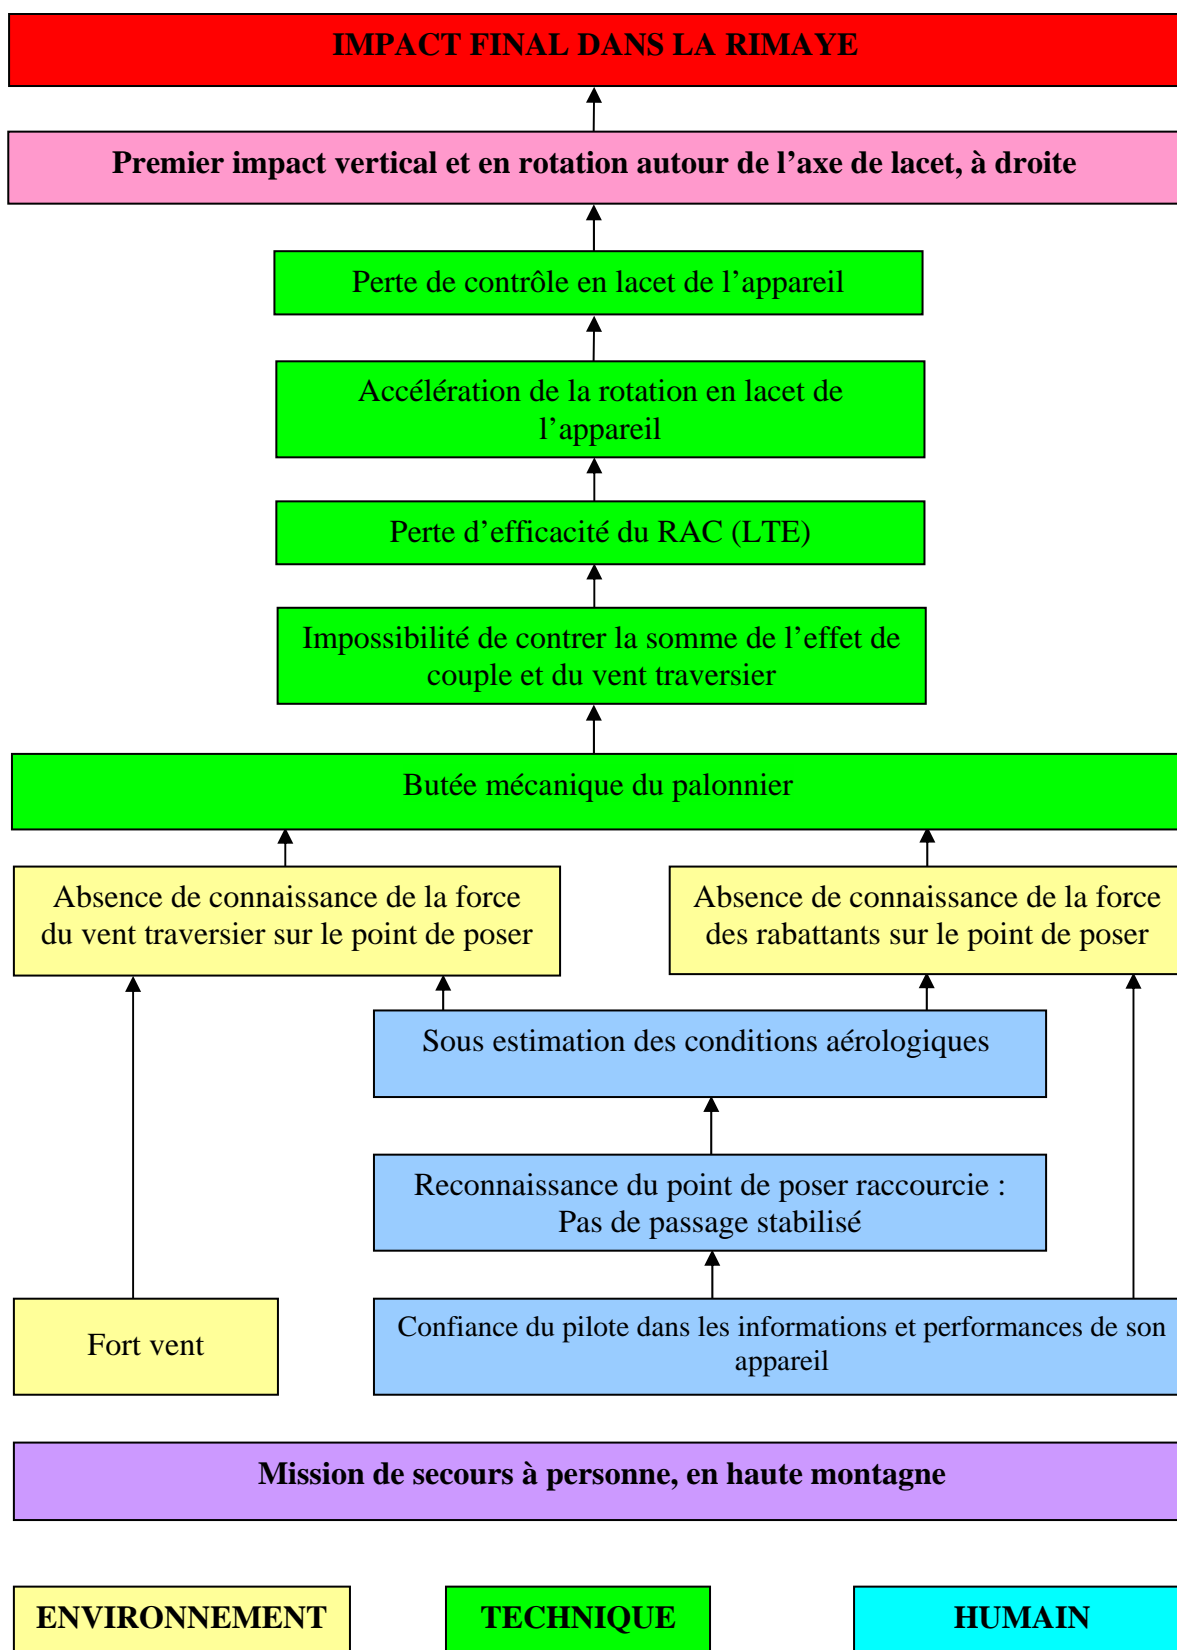 IMPACT FINAL DANS LA RIMAYE
Premier impact vertical et en rotation autour de l’axe de lacet, à droite
Perte de contrôle en lacet de l’appareil
Accélération de la rotation en lacet de
l’appareil
Perte d’efficacité du RAC (LTE)
Impossibilité de contrer la somme de l’effet de
couple et du vent traversier
Butée mécanique du palonnier
Absence de connaissance de la force
du vent traversier sur le point de poser
Absence de connaissance de la force
des rabattants sur le point de poser
Sous estimation des conditions aérologiques
Reconnaissance du point de poser raccourcie :
Pas de passage stabilisé
Fort vent
Confiance du pilote dans les informations et performances de son
appareil
Mission de secours à personne, en haute montagne
ENVIRONNEMENT
TECHNIQUE
HUMAIN